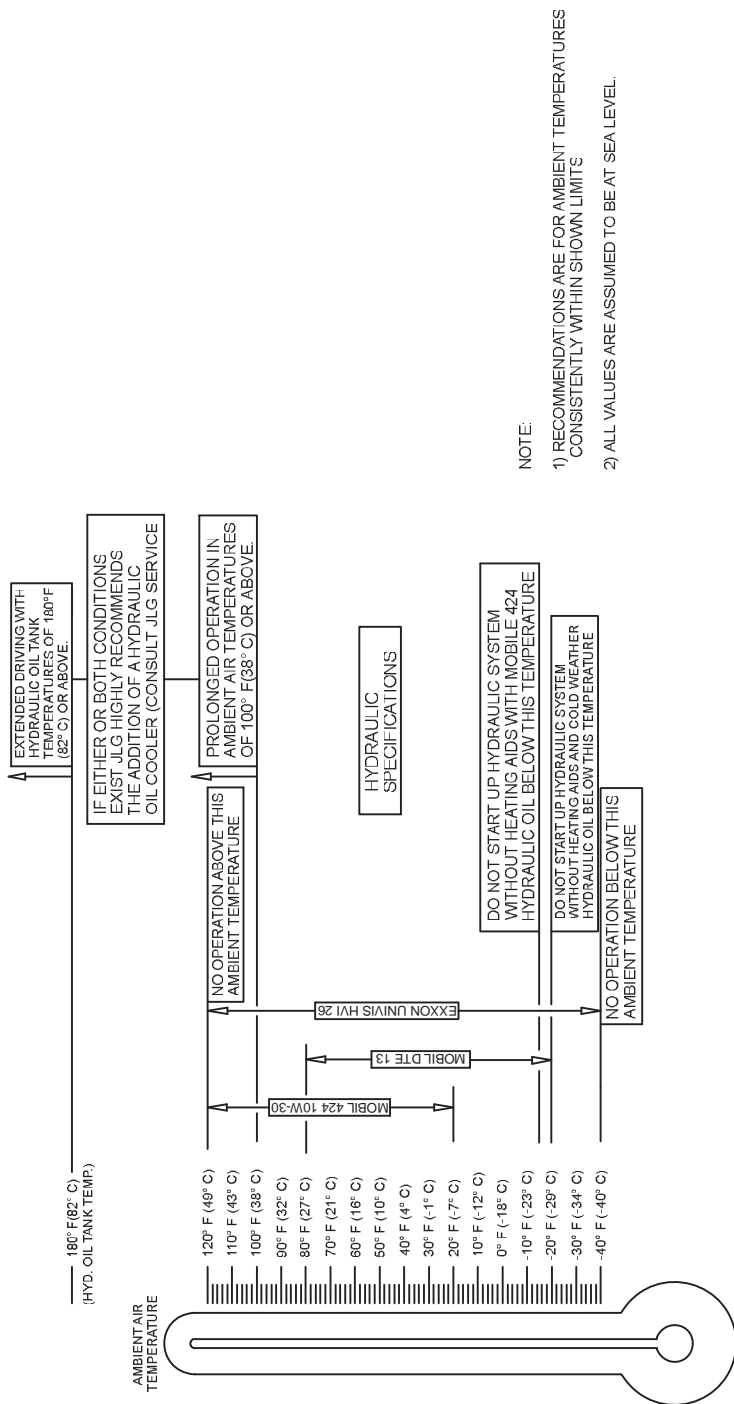 EXTENDED DRIVING WITH
HYDRAULIC OIL TANK
TEMPERATURES OF 180°F
(82° C) OR ABOVE.
IF EITHER OR BOTH CONDITIONS
EXIST JLG HIGHLY RECOMMENDS
THE ADDITION OF A HYDRAULIC
OIL COOLER (CONSULT JLG SERVICE
PROLONGED OPERATION IN
AMBIENT AIR TEMPERATURES
OF 100° F(38° C) OR ABOVE.
180° F (82° C)
(HYD. OIL TANK TEMP.)
AMBIENT AIR
TEMPERATURE
NO OPERATION ABOVE THIS
AMBIENT TEMPERATURE
HYDRAULIC
SPECIFICATIONS
120° F (49° C)
110° F (43° C)
100° F (38° C)
90° F (32° C)
80° F (27° C)
70° F (21° C)
60° F (16° C)
50° F (10° C)
40° F (4° C)
30° F (-1° C)
20° F (-7° C)
10° F (-12° C)
0° F (-18° C)
-10° F (-23° C)
-20° F (-29° C)
-30° F (-34° C)
-40° F (-40° C)
MOBIL 424 10W-30
MOBIL DTE 13
EXXON UNIVIS HVI 26
DO NOT START UP HYDRAULIC SYSTEM
WITHOUT HEATING AIDS WITH MOBILE 424
HYDRAULIC OIL BELOW THIS TEMPERATURE
DO NOT START UP HYDRAULIC SYSTEM
WITHOUT HEATING AIDS AND COLD WEATHER
HYDRAULIC OIL BELOW THIS TEMPERATURE
NO OPERATION BELOW THIS
AMBIENT TEMPERATURE
NOTE:
1) RECOMMENDATIONS ARE FOR AMBIENT TEMPERATURES
CONSISTENTLY WITHIN SHOWN LIMITS
2) ALL VALUES ARE ASSUMED TO BE AT SEA LEVEL.